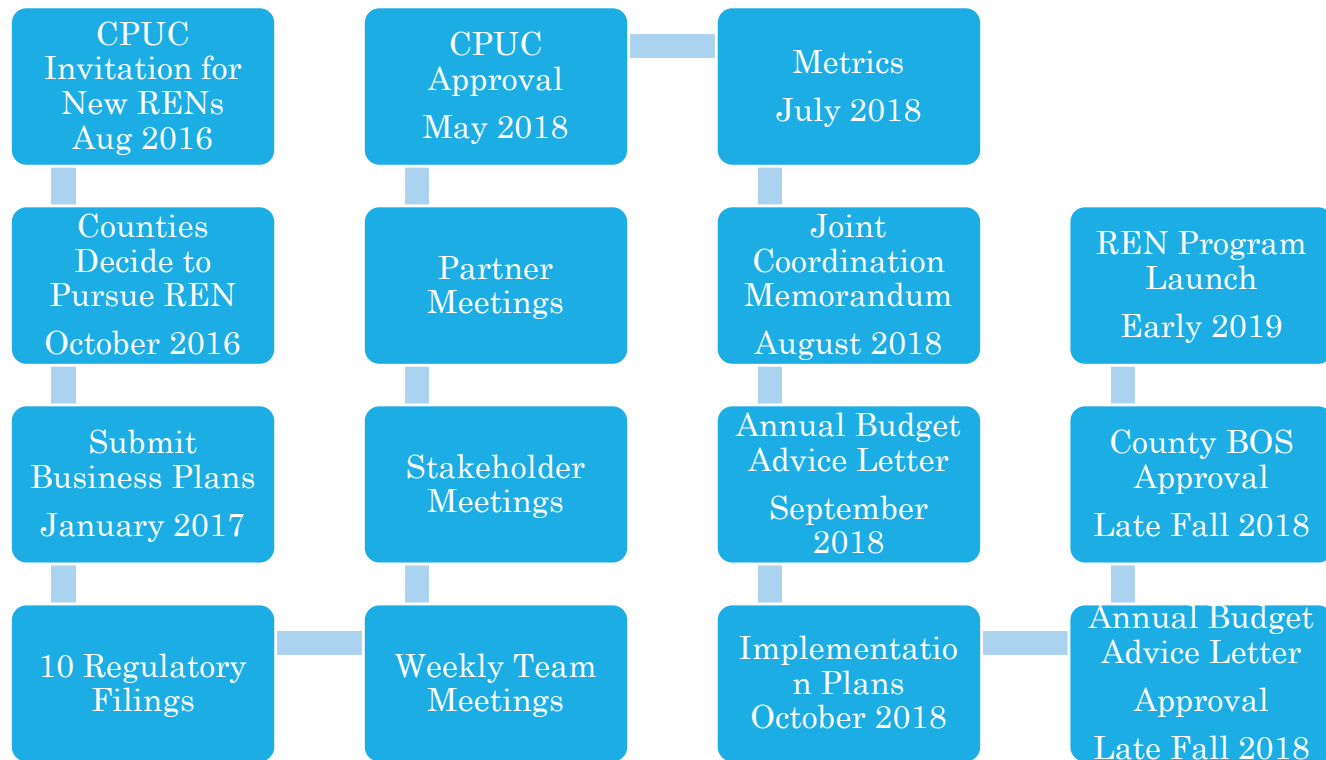 CPUC
Invitation for
New RENs
Aug 2016
Counties
Decide to
Pursue REN
October 2016
Submit
Business Plans
January 2017
10 Regulatory
Filings
Weekly Team
Meetings
Stakeholder
Meetings
Partner
Meetings
CPUC
Approval
May 2018
Metrics
July 2018
Joint
Coordination
Memorandum
August 2018
Annual Budget
Advice Letter
September
2018
Implementatio
n Plans
October 2018
Annual Budget
Advice Letter
Approval
Late Fall 2018
County BOS
Approval
Late Fall 2018
REN Program
Launch
Early 2019